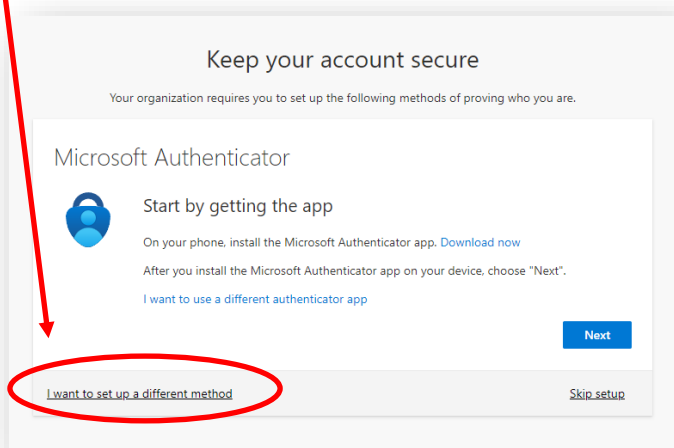 Keep your account secure
Your organization requires you to set up the following methods of proving who you are.
Microsoft Authenticator
Start by getting the app
On your phone, install the Microsoft Authenticator app. Download now
After you install the Microsoft Authenticator app on your device, choose "Next".
I want to use a different authenticator app
Next
I want to set up a different method
Skip setup